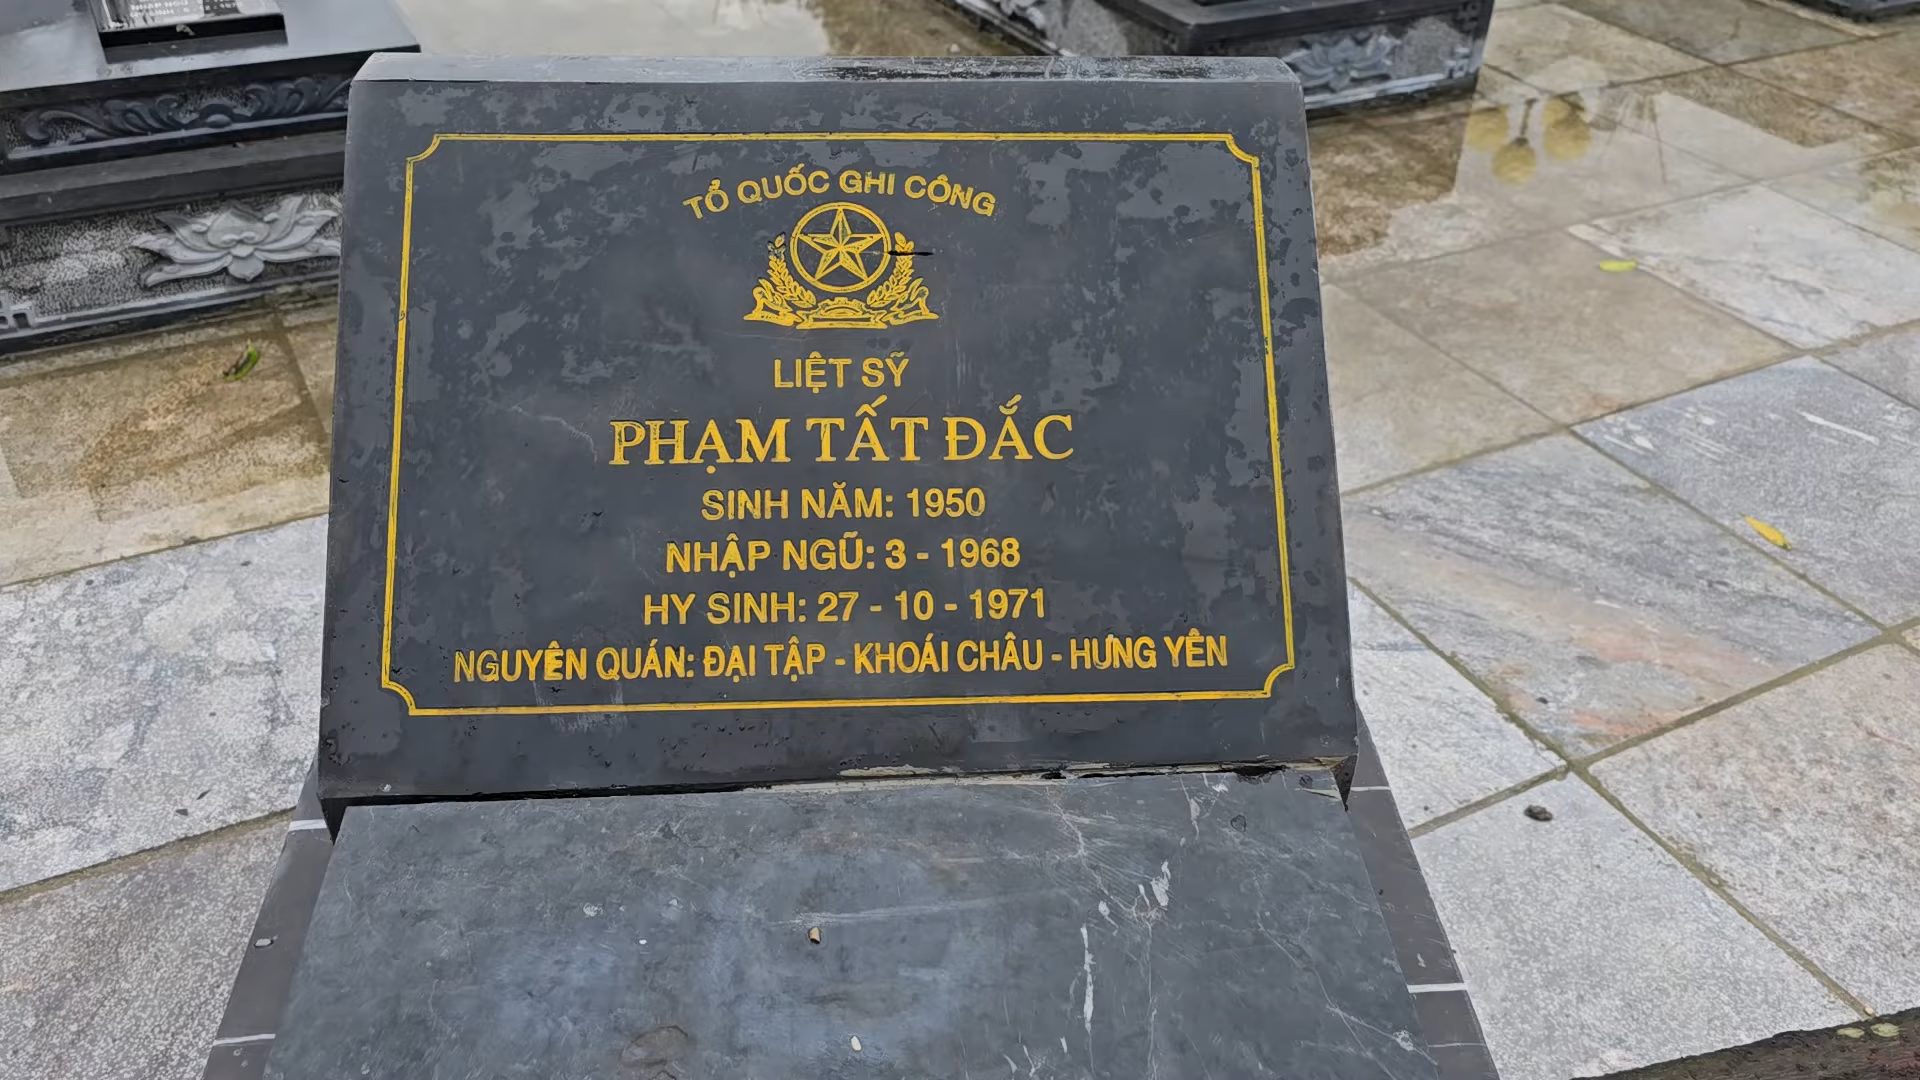 TỔ QUỐC GHI CÔNG
LIỆT SỸ
PHẠM TẤT ĐẮC
SINH NĂM: 1950
NHẬP NGŨ: 3 - 1968
HY SINH: 27 - 10 - 1971
NGUYÊN QUÁN: ĐẠI TẬP - KHOÁI CHÂU - HƯNG YÊN